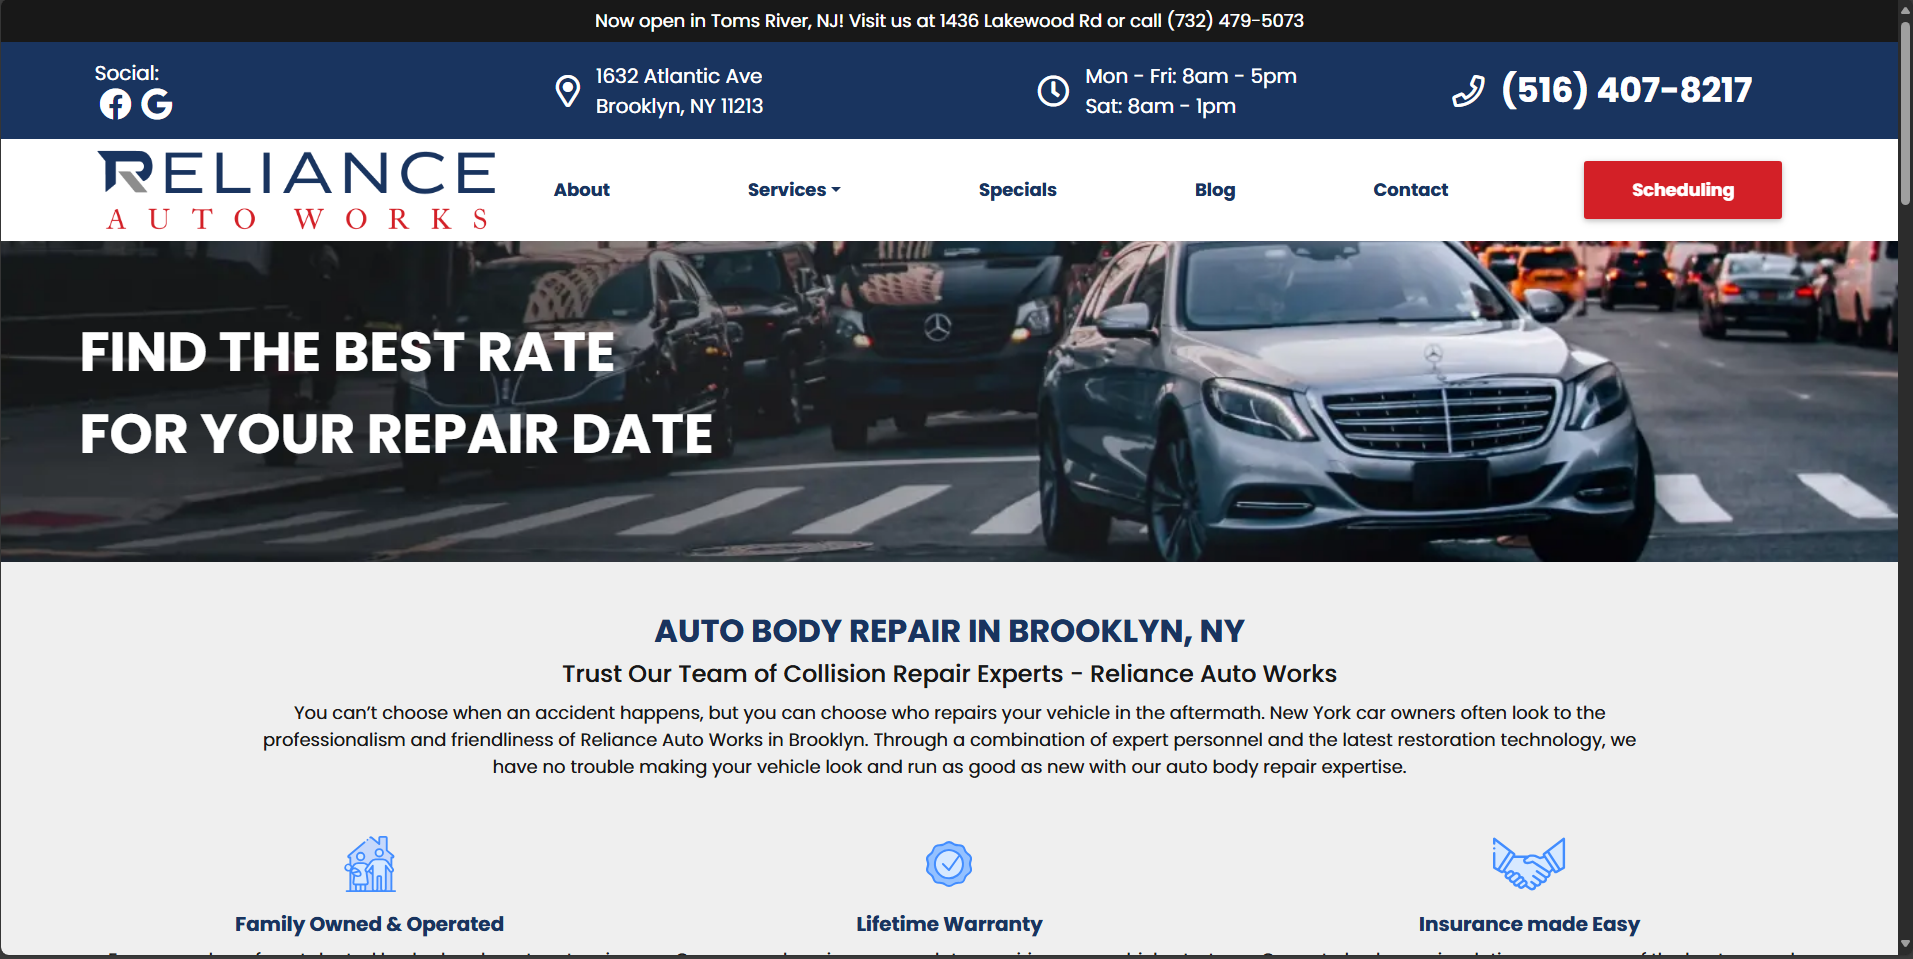 Now open in Toms River, NJ! Visit us at 1436 Lakewood Rd or call (732) 479-5073
Social:
1632 Atlantic Ave
Brooklyn, NY 11213
Mon - Fri: 8am - 5pm
Sat: 8am - 1pm
(516) 407-8217
RELIANCE
AUTO WORKS
About
Services
Specials
Blog
Contact
Scheduling
FIND THE BEST RATE
FOR YOUR REPAIR DATE
AUTO BODY REPAIR IN BROOKLYN, NY
Trust Our Team of Collision Repair Experts - Reliance Auto Works
You can’t choose when an accident happens, but you can choose who repairs your vehicle in the aftermath. New York car owners often look to the
professionalism and friendliness of Reliance Auto Works in Brooklyn. Through a combination of expert personnel and the latest restoration technology, we
have no trouble making your vehicle look and run as good as new with our auto body repair expertise.
Family Owned & Operated
Lifetime Warranty
Insurance made Easy